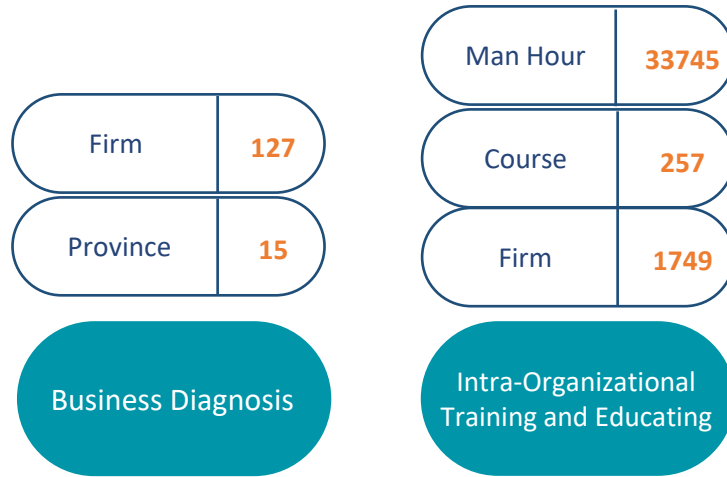 Firm 127
Province 15
Business Diagnosis
Man Hour 33745
Course 257
Firm 1749
Intra-Organizational
Training and Educating